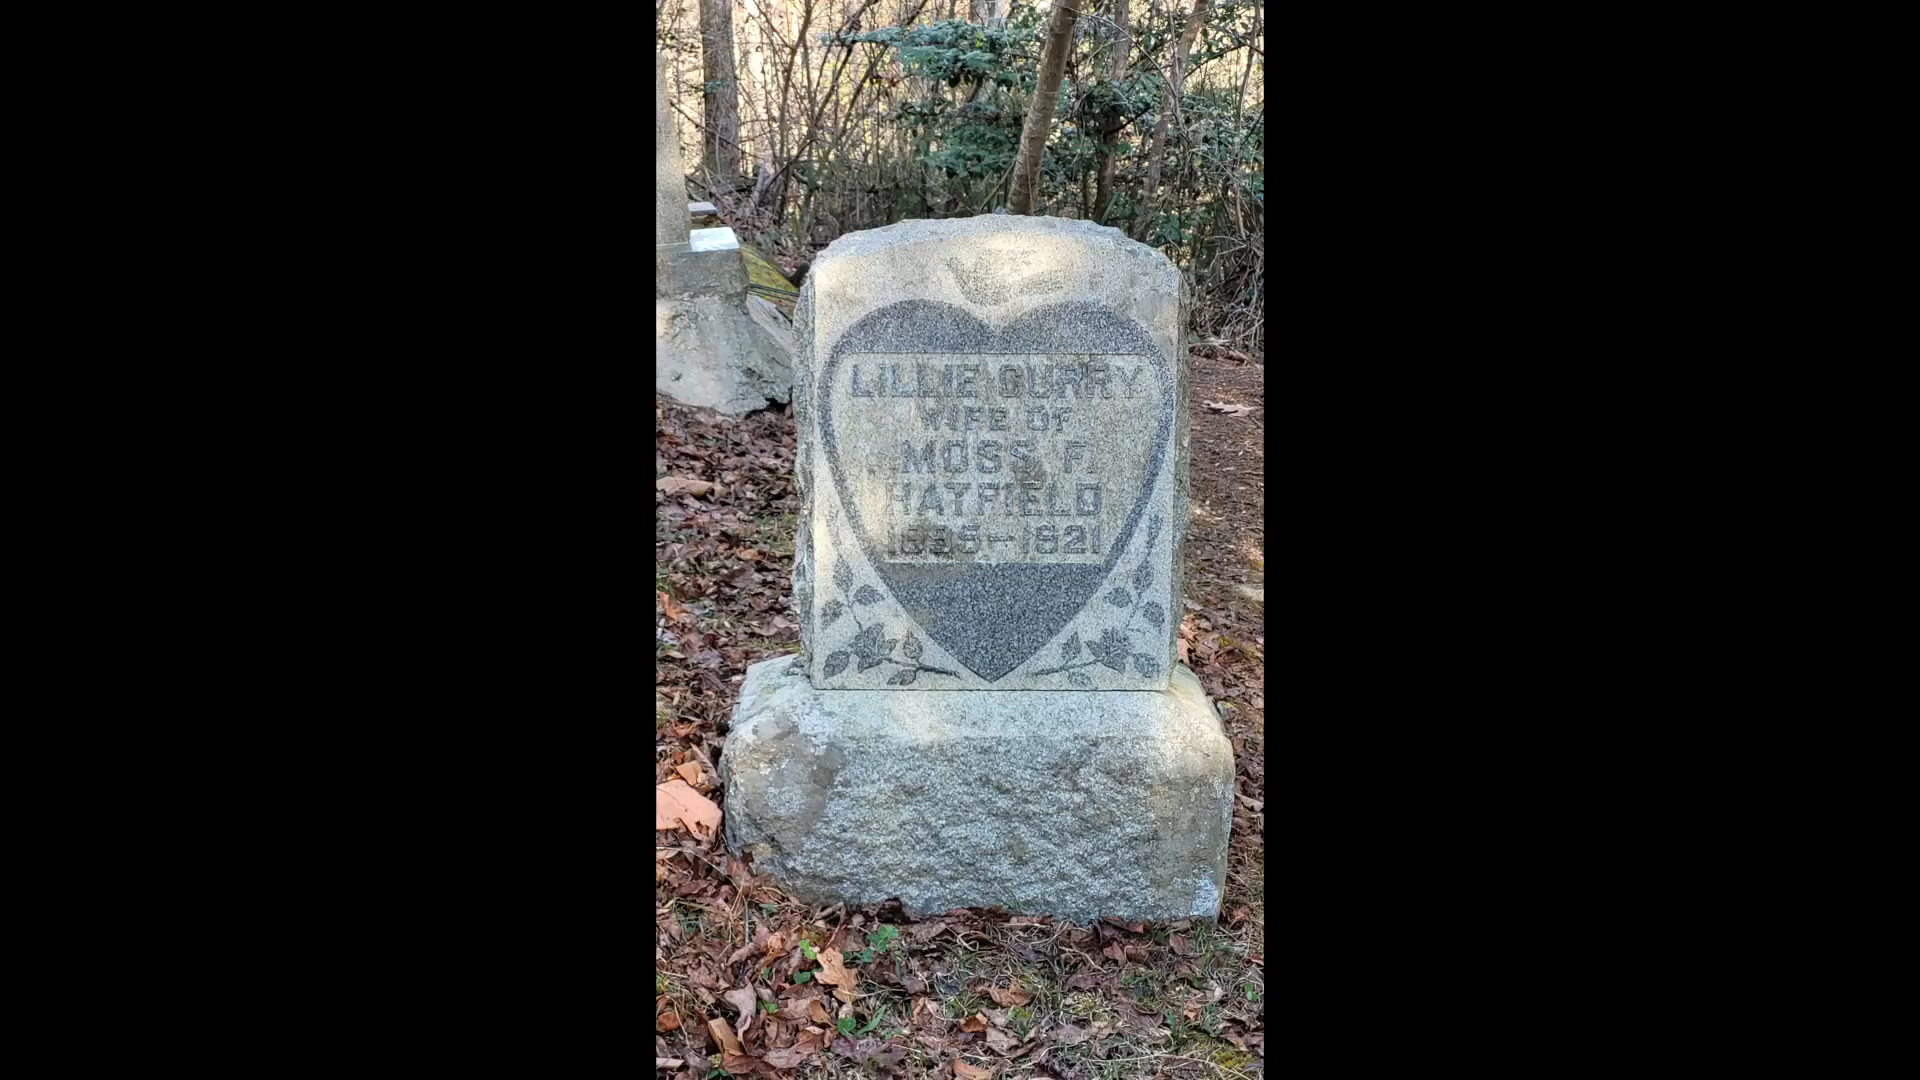 LILLIE CURRY
WIFE OF
MOSS F.
HATFIELD
1895–1921